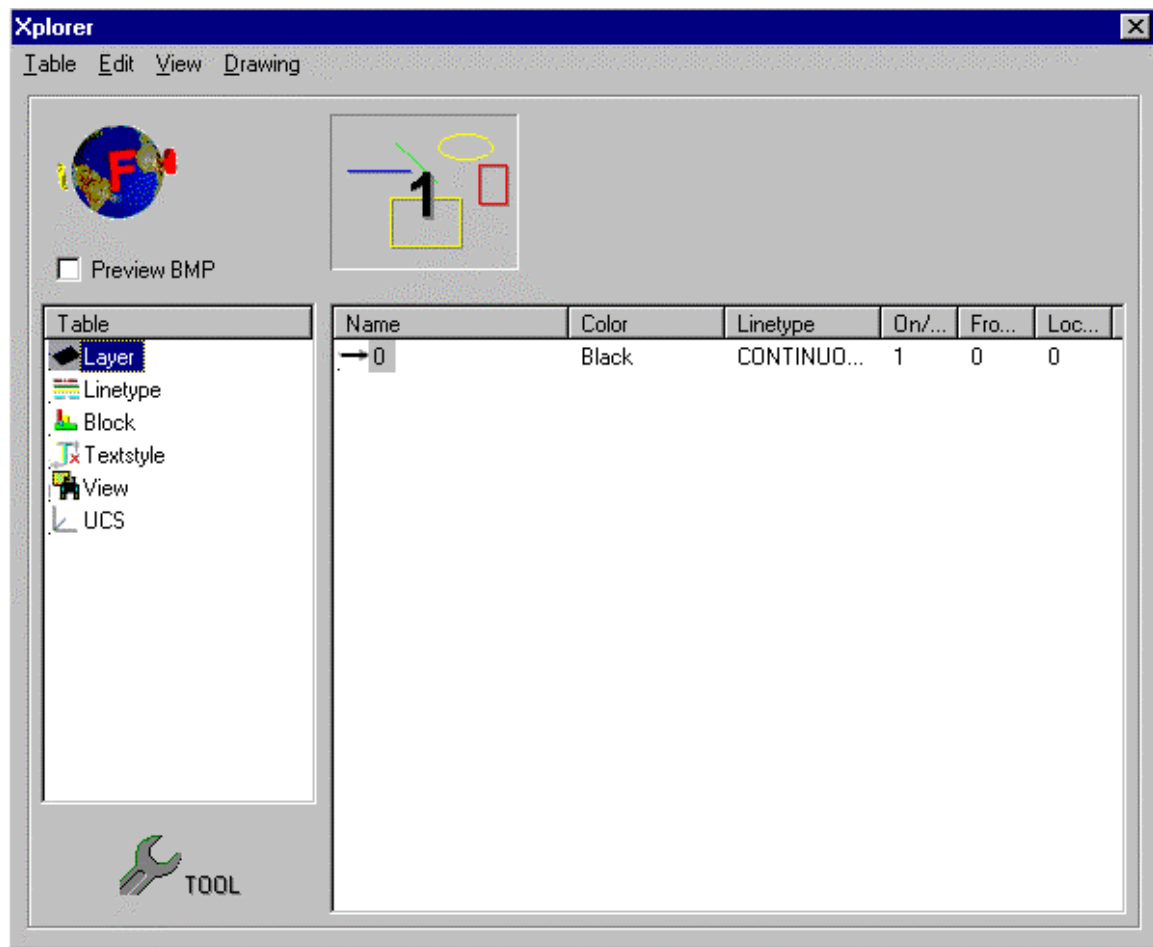 Xplorer
Table Edit View Drawing
F
1
Preview BMP
Table
Layer
Linetype
Block
Textstyle
View
UCS
Name Color Linetype On/... Fro... Loc...
0 Black CONTINUO... 1 0 0
TOOL